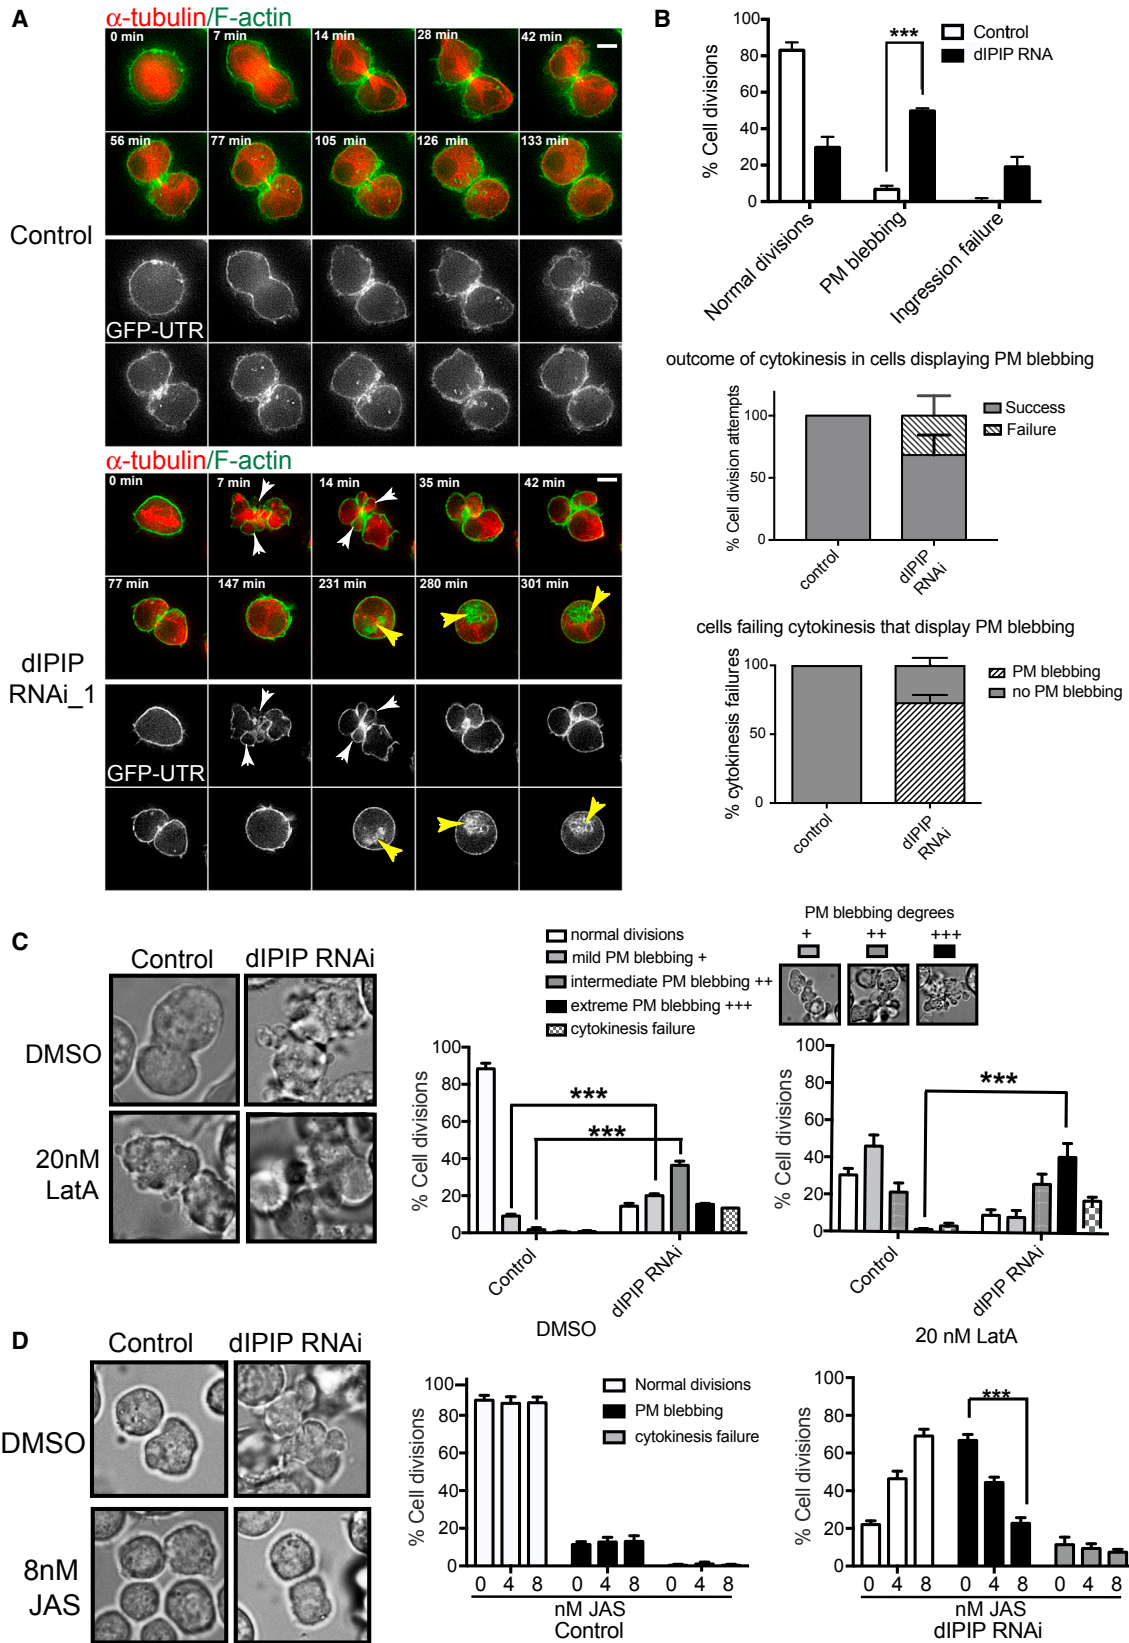 A
α-tubulin/F-actin
0 min 7 min 14 min 28 min 42 min
56 min 77 min 105 min 126 min 133 min
Control
GFP-UTR
α-tubulin/F-actin
0 min 7 min 14 min 35 min 42 min
77 min 147 min 231 min 280 min 301 min
dIPIP
RNAi_1
GFP-UTR
B
Control
dIPIP RNA
***
% Cell divisions
80
60
40
20
0
Normal divisions
PM blebbing
Ingression failure
outcome of cytokinesis in cells displaying PM blebbing
% Cell division attempts
100
50
0
Success
Failure
control
dIPIP
RNAi
cells failing cytokinesis that display PM blebbing
% cytokinesis failures
100
50
0
PM blebbing
no PM blebbing
control
dIPIP
RNAi
C
Control dIPIP RNAi
DMSO
20nM
LatA
normal divisions
mild PM blebbing +
intermediate PM blebbing ++
extreme PM blebbing +++
cytokinesis failure
PM blebbing degrees
+ ++ +++
% Cell divisions
100
80
60
40
20
0
***
***
Control
dIPIP RNAi
DMSO
% Cell divisions
100
80
60
40
20
0
***
Control
dIPIP RNAi
20 nM LatA
D
Control dIPIP RNAi
DMSO
8nM
JAS
% Cell divisions
100
80
60
40
20
0
Normal divisions
PM blebbing
cytokinesis failure
0 4 8 0 4 8 0 4 8
nM JAS
Control
% Cell divisions
100
80
60
40
20
0
***
0 4 8 0 4 8 0 4 8
nM JAS
dIPIP RNAi